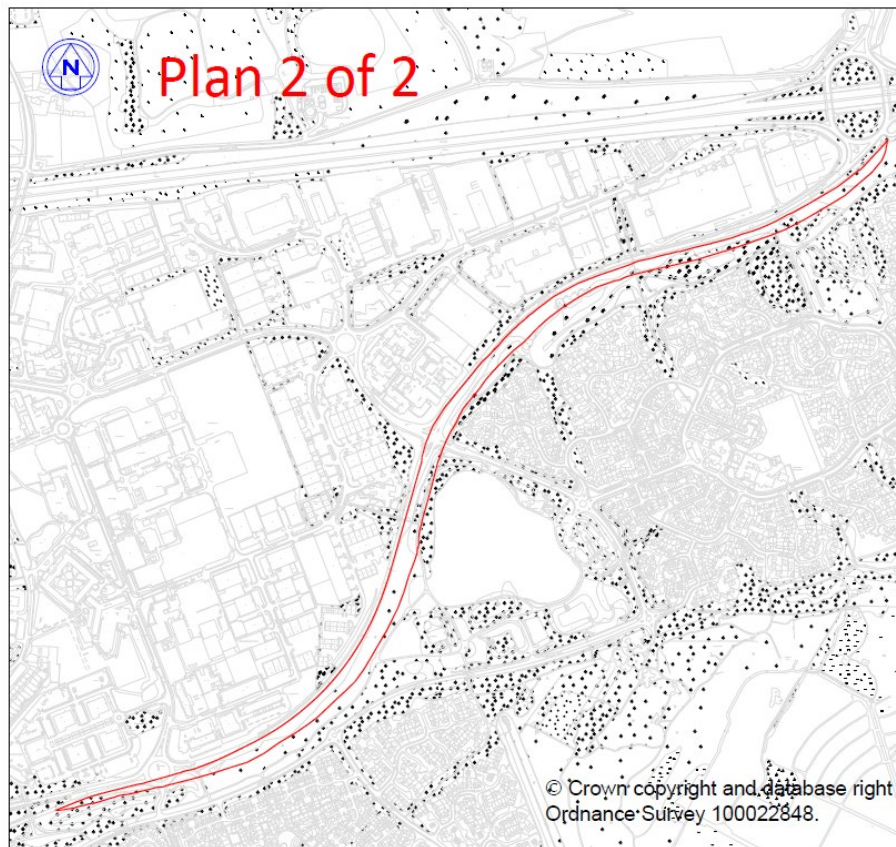 N
Plan 2 of 2
© Crown copyright and database right
Ordnance Survey 100022848.